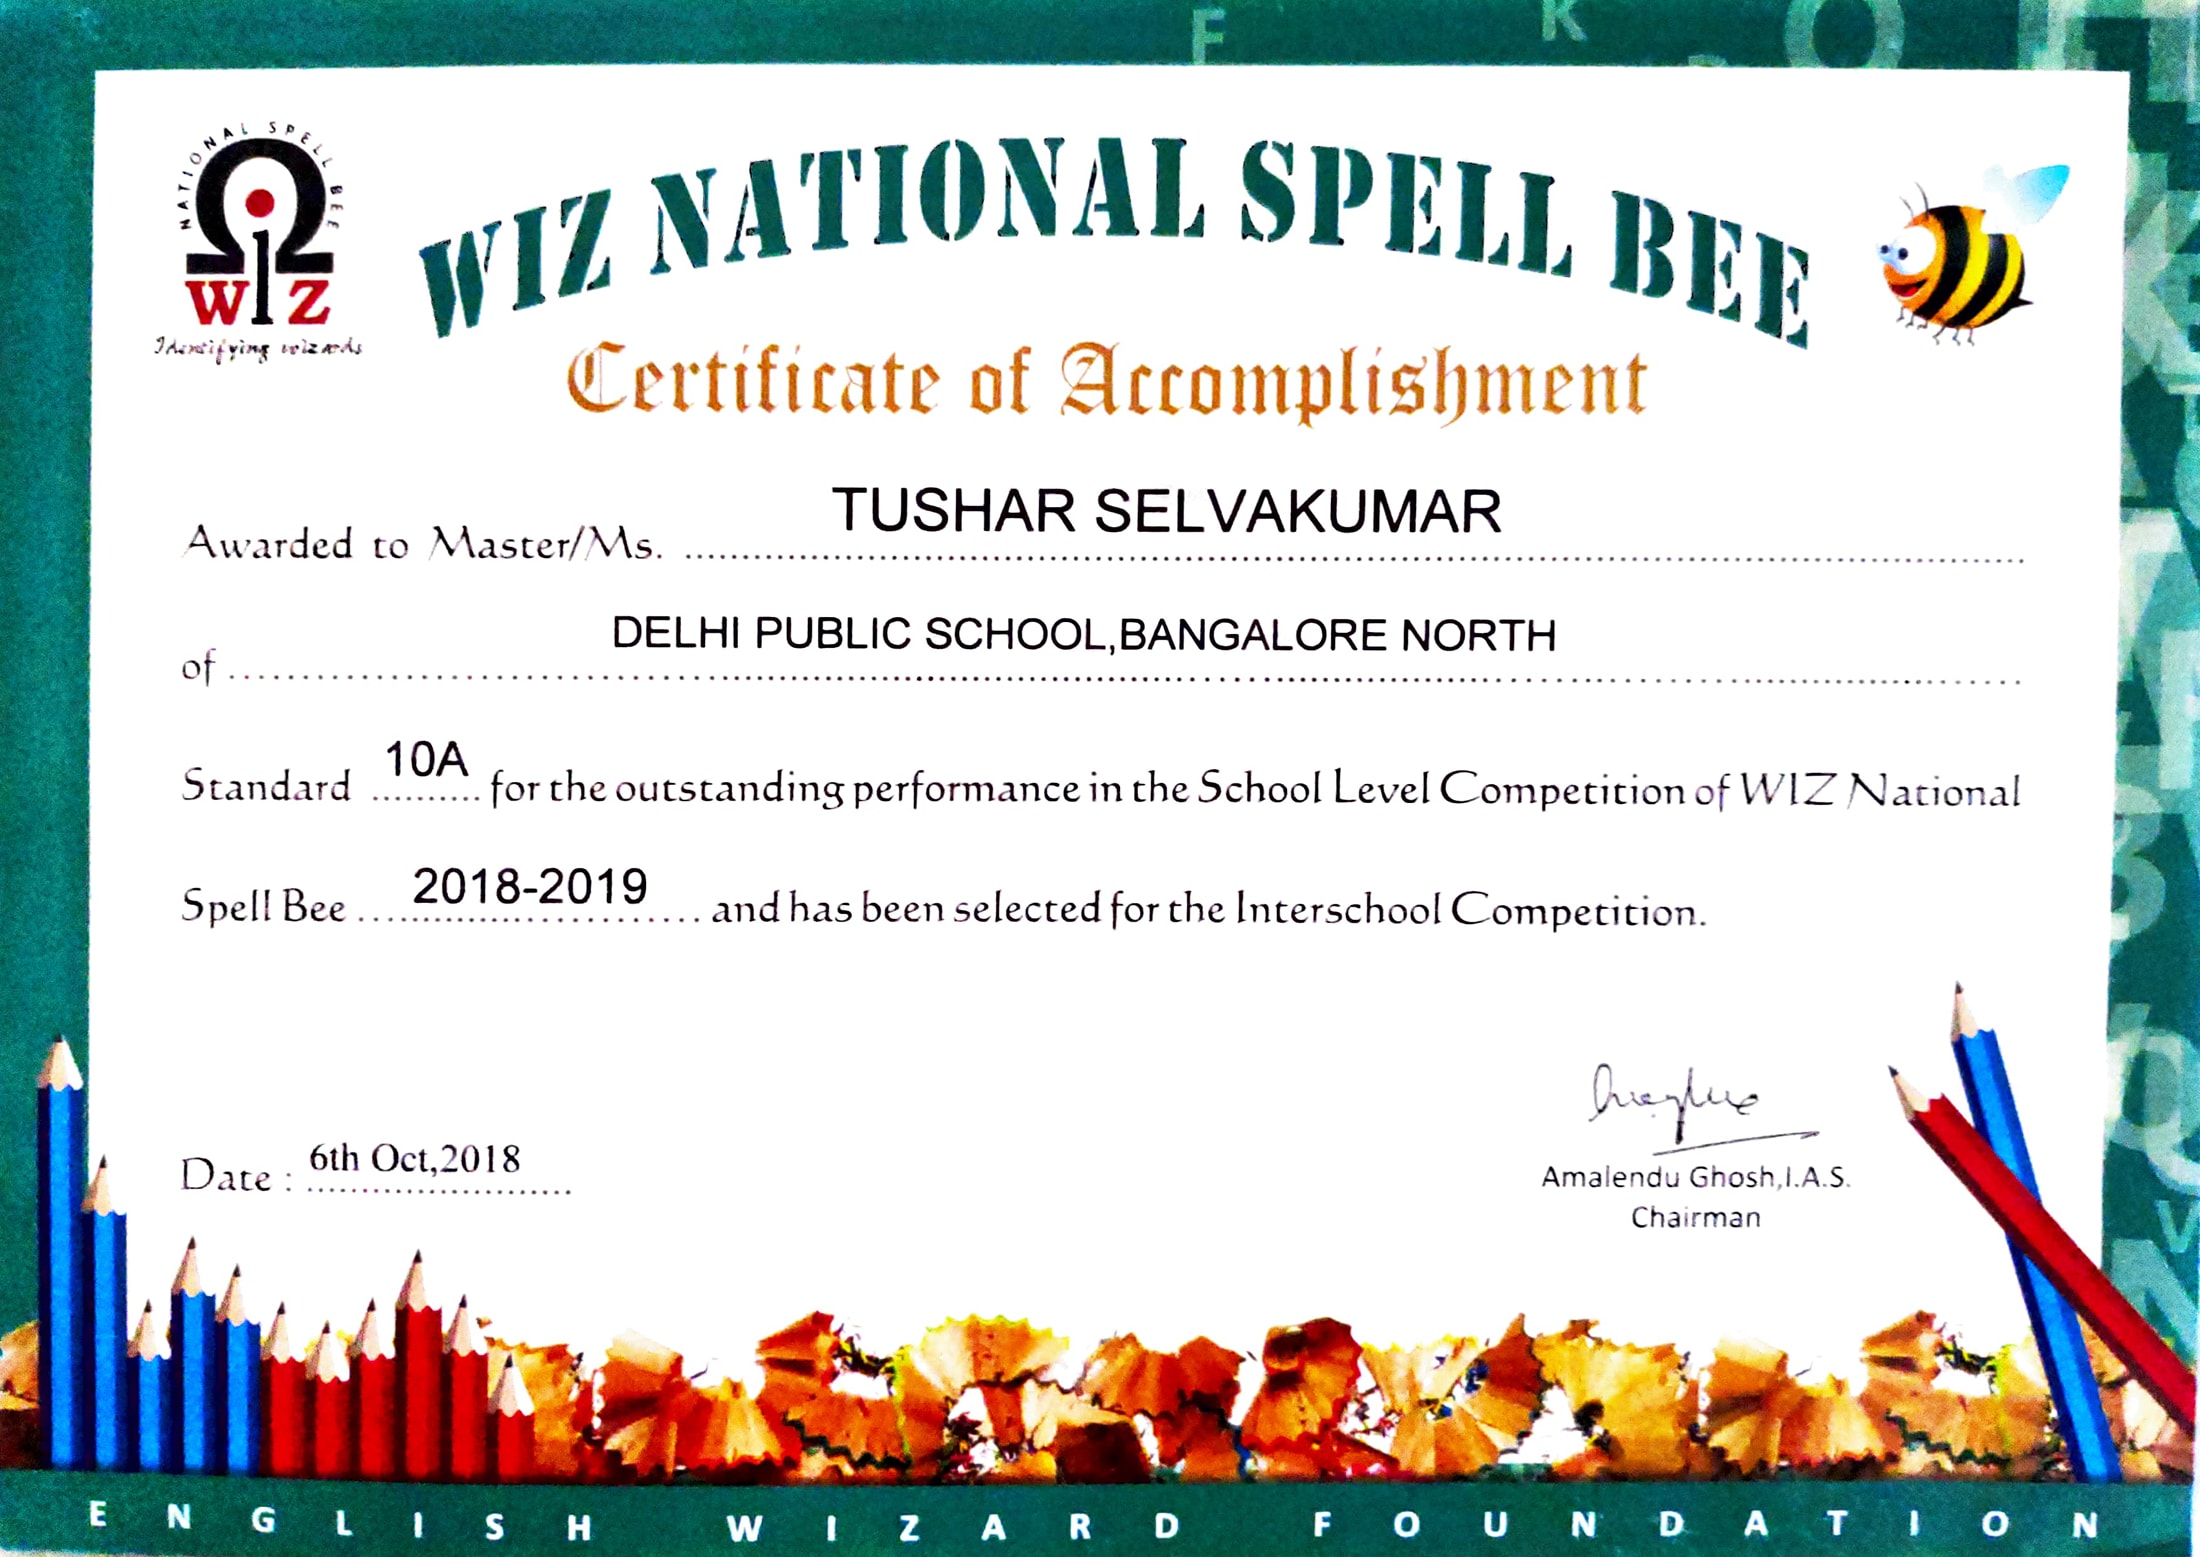 NATIONAL SPELL BEE
WIZ
Identifying wizards
WIZ NATIONAL SPELL BEE
Certificate of Accomplishment
Awarded to Master/Ms. TUSHAR SELVAKUMAR
of DELHI PUBLIC SCHOOL,BANGALORE NORTH
Standard 10A for the outstanding performance in the School Level Competition of WIZ National
Spell Bee 2018-2019 and has been selected for the Interschool Competition.
Date : 6th Oct,2018
Amalendu Ghosh,I.A.S.
Chairman
ENGLISH WIZARD FOUNDATION